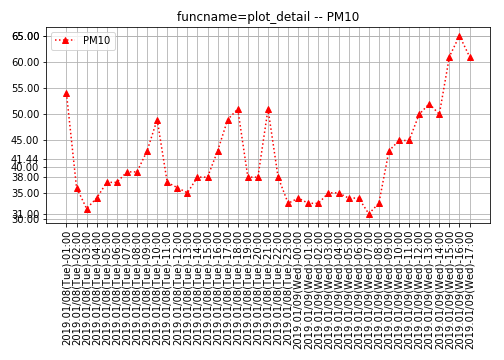 funcname=plot_detail -- PM10
PM10
65.00
60.00
55.00
50.00
45.00
41.44
40.00
38.00
35.00
31.00
30.00
2019.01/08(Tue)-01:00
2019.01/08(Tue)-02:00
2019.01/08(Tue)-03:00
2019.01/08(Tue)-04:00
2019.01/08(Tue)-05:00
2019.01/08(Tue)-06:00
2019.01/08(Tue)-07:00
2019.01/08(Tue)-08:00
2019.01/08(Tue)-09:00
2019.01/08(Tue)-10:00
2019.01/08(Tue)-11:00
2019.01/08(Tue)-12:00
2019.01/08(Tue)-13:00
2019.01/08(Tue)-14:00
2019.01/08(Tue)-15:00
2019.01/08(Tue)-16:00
2019.01/08(Tue)-17:00
2019.01/08(Tue)-18:00
2019.01/08(Tue)-19:00
2019.01/08(Tue)-20:00
2019.01/08(Tue)-21:00
2019.01/08(Tue)-22:00
2019.01/08(Tue)-23:00
2019.01/09(Wed)-00:00
2019.01/09(Wed)-01:00
2019.01/09(Wed)-02:00
2019.01/09(Wed)-03:00
2019.01/09(Wed)-04:00
2019.01/09(Wed)-05:00
2019.01/09(Wed)-06:00
2019.01/09(Wed)-07:00
2019.01/09(Wed)-08:00
2019.01/09(Wed)-09:00
2019.01/09(Wed)-10:00
2019.01/09(Wed)-11:00
2019.01/09(Wed)-12:00
2019.01/09(Wed)-13:00
2019.01/09(Wed)-14:00
2019.01/09(Wed)-15:00
2019.01/09(Wed)-16:00
2019.01/09(Wed)-17:00